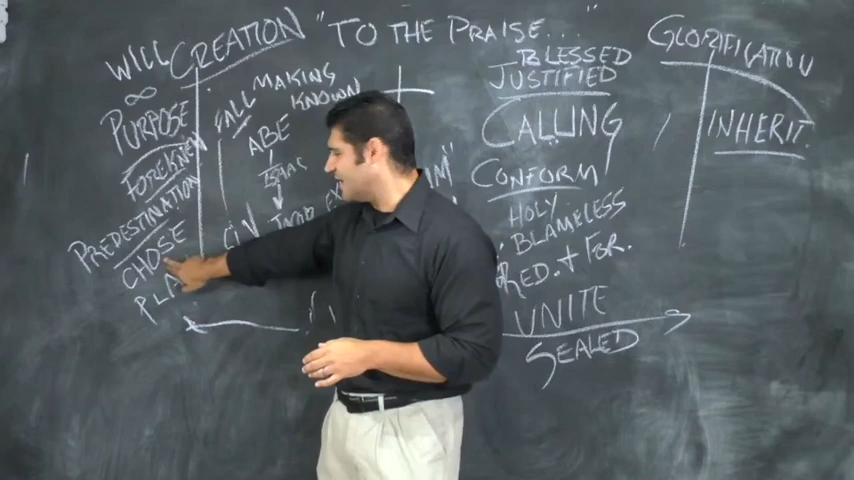 WILL
∞
PURPOSE
FOREKNEW
PREDESTINATION
CHOSE
CREATION
FALL
MAKING
KNOWN
ABE
ISAAC
"TO THE PRAISE..."
BLESSED
JUSTIFIED
CALLING
CONFORM
HOLY
BLAMELESS
RED. + FOR.
UNITE
SEALED
GLORIFICATION
INHERIT.